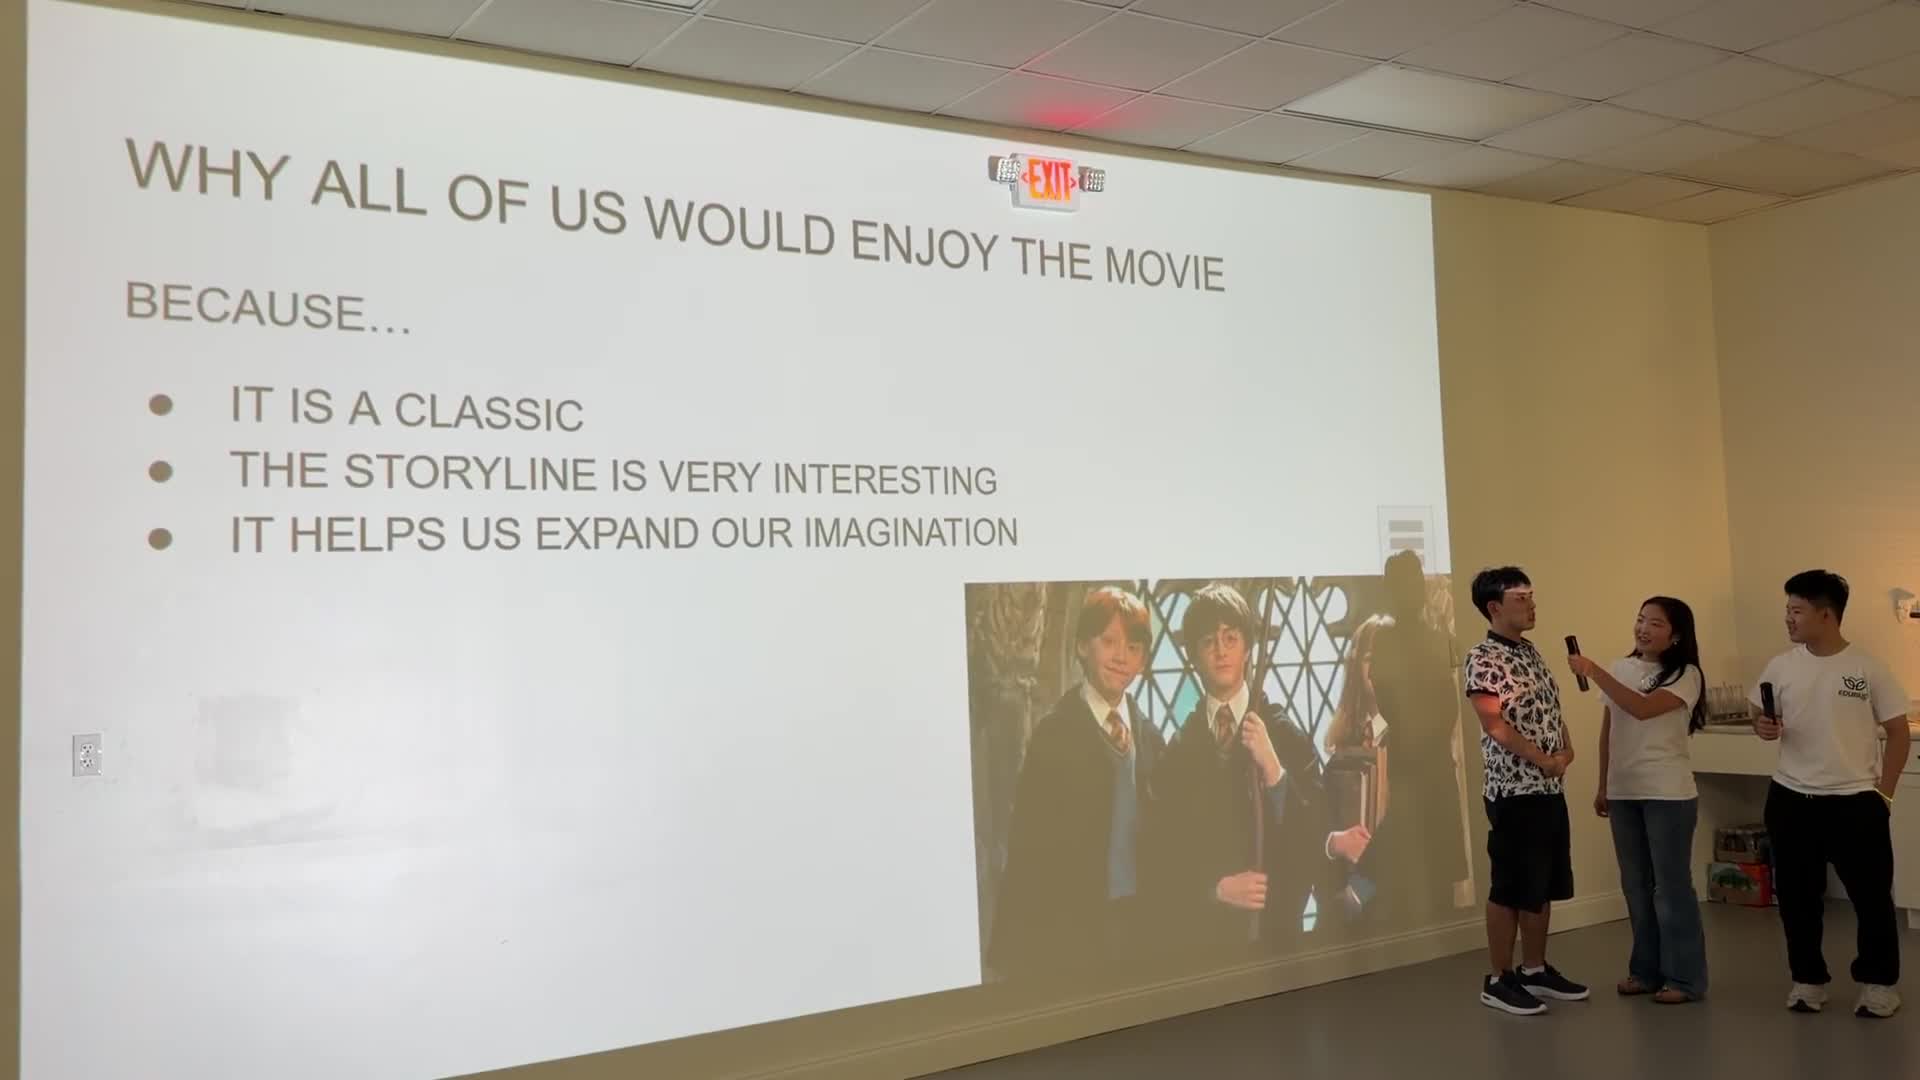 WHY ALL OF US WOULD ENJOY THE MOVIE
BECAUSE…
● IT IS A CLASSIC
● THE STORYLINE IS VERY INTERESTING
● IT HELPS US EXPAND OUR IMAGINATION
EXIT